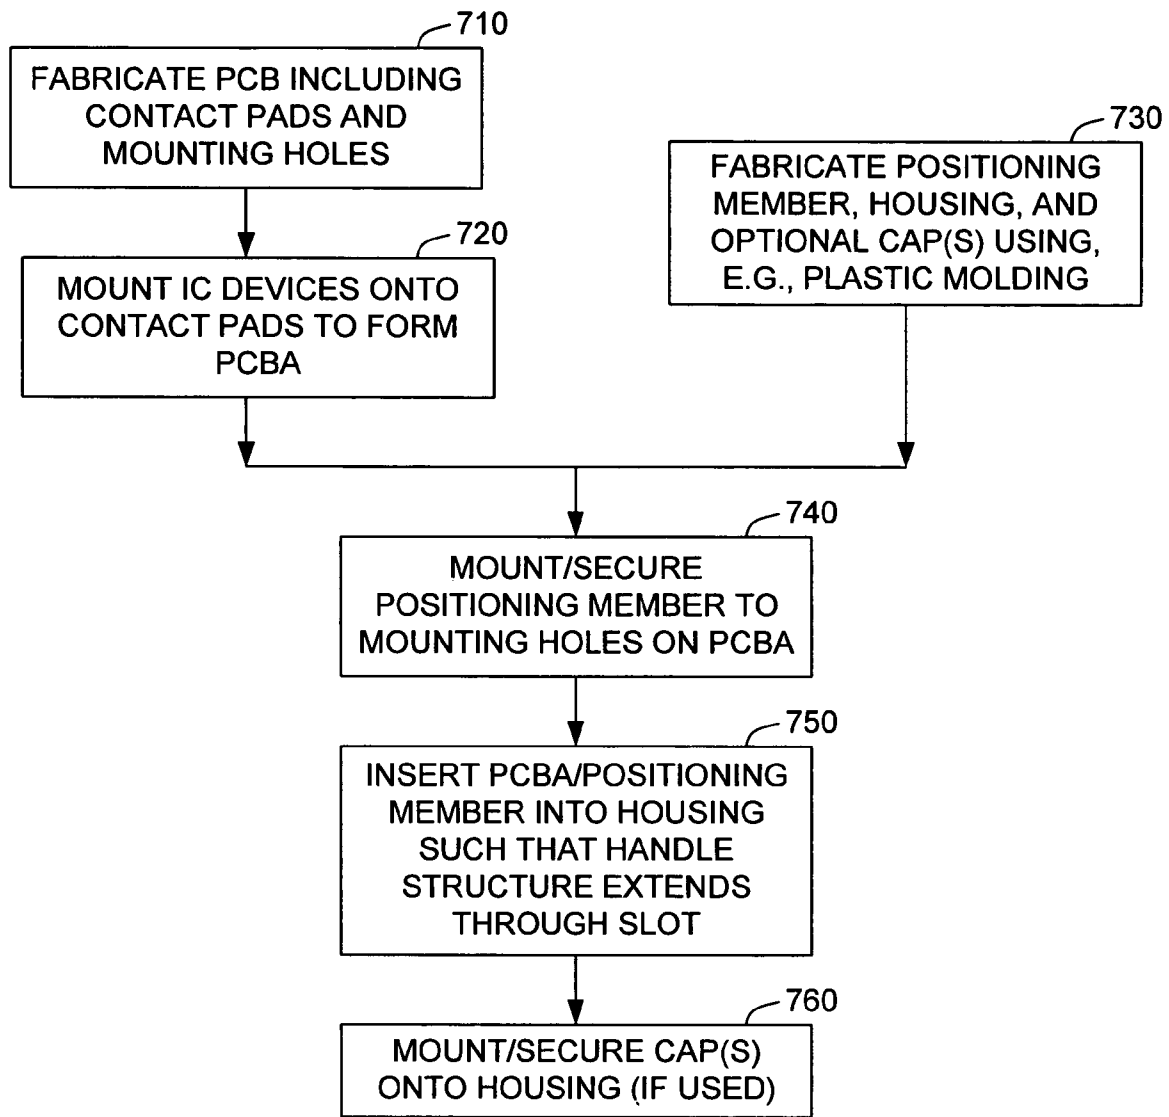 710
FABRICATE PCB INCLUDING
CONTACT PADS AND
MOUNTING HOLES
720
MOUNT IC DEVICES ONTO
CONTACT PADS TO FORM
PCBA
730
FABRICATE POSITIONING
MEMBER, HOUSING, AND
OPTIONAL CAP(S) USING,
E.G., PLASTIC MOLDING
740
MOUNT/SECURE
POSITIONING MEMBER TO
MOUNTING HOLES ON PCBA
750
INSERT PCBA/POSITIONING
MEMBER INTO HOUSING
SUCH THAT HANDLE
STRUCTURE EXTENDS
THROUGH SLOT
760
MOUNT/SECURE CAP(S)
ONTO HOUSING (IF USED)